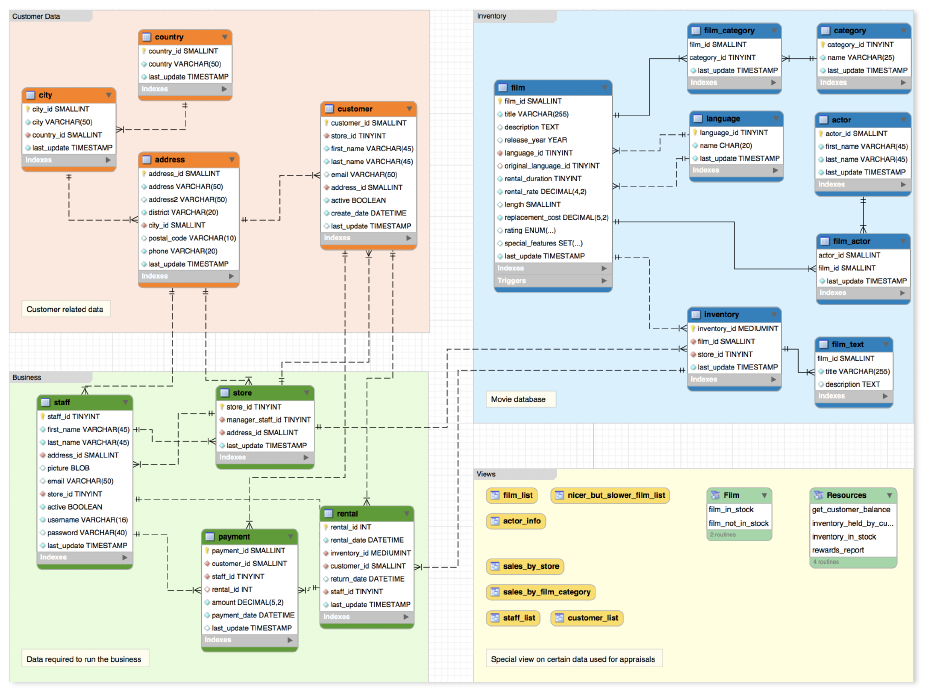 Customer Data
country
country_id SMALLINT
country VARCHAR(50)
last_update TIMESTAMP
Indexes
city
city_id SMALLINT
city VARCHAR(50)
country_id SMALLINT
last_update TIMESTAMP
Indexes
address
address_id SMALLINT
address VARCHAR(50)
address2 VARCHAR(50)
district VARCHAR(20)
city_id SMALLINT
postal_code VARCHAR(10)
phone VARCHAR(20)
last_update TIMESTAMP
Indexes
customer
customer_id SMALLINT
store_id TINYINT
first_name VARCHAR(45)
last_name VARCHAR(45)
email VARCHAR(50)
address_id SMALLINT
active BOOLEAN
create_date DATETIME
last_update TIMESTAMP
Indexes
Customer related data
Inventory
film
film_id SMALLINT
title VARCHAR(255)
description TEXT
release_year YEAR
language_id TINYINT
original_language_id TINYINT
rental_duration TINYINT
rental_rate DECIMAL(4,2)
length SMALLINT
replacement_cost DECIMAL(5,2)
rating ENUM(...)
special_features SET(...)
last_update TIMESTAMP
Indexes
Triggers
film_category
film_id SMALLINT
category_id TINYINT
last_update TIMESTAMP
Indexes
category
category_id TINYINT
name VARCHAR(25)
last_update TIMESTAMP
Indexes
language
language_id TINYINT
name CHAR(20)
last_update TIMESTAMP
Indexes
actor
actor_id SMALLINT
first_name VARCHAR(45)
last_name VARCHAR(45)
last_update TIMESTAMP
Indexes
film_actor
actor_id SMALLINT
film_id SMALLINT
last_update TIMESTAMP
Indexes
inventory
inventory_id MEDIUMINT
film_id SMALLINT
store_id TINYINT
last_update TIMESTAMP
Indexes
film_text
film_id SMALLINT
title VARCHAR(255)
description TEXT
Indexes
Movie database
Business
staff
staff_id TINYINT
first_name VARCHAR(45)
last_name VARCHAR(45)
address_id SMALLINT
picture BLOB
email VARCHAR(50)
store_id TINYINT
active BOOLEAN
username VARCHAR(16)
password VARCHAR(40)
last_update TIMESTAMP
Indexes
store
store_id TINYINT
manager_staff_id TINYINT
address_id SMALLINT
last_update TIMESTAMP
Indexes
payment
payment_id SMALLINT
customer_id SMALLINT
staff_id TINYINT
rental_id INT
amount DECIMAL(5,2)
payment_date DATETIME
last_update TIMESTAMP
Indexes
rental
rental_id INT
rental_date DATETIME
inventory_id MEDIUMINT
customer_id SMALLINT
return_date DATETIME
staff_id TINYINT
last_update TIMESTAMP
Indexes
Data required to run the business
Views
film_list
nicer_but_slower_film_list
actor_info
sales_by_store
sales_by_film_category
staff_list
customer_list
Film
film_in_stock
film_not_in_stock
2 routines
Resources
get_customer_balance
inventory_held_by_cu...
inventory_in_stock
rewards_report
4 routines
Special view on certain data used for appraisals